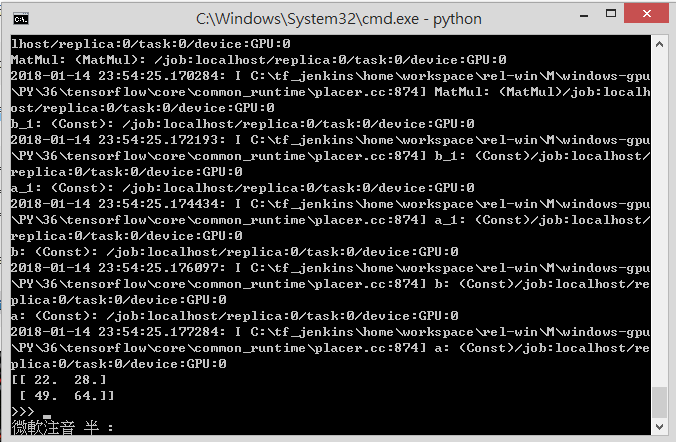 C:\Windows\System32\cmd.exe - python
lhost/replica:0/task:0/device:GPU:0
MatMul: (MatMul): /job:localhost/replica:0/task:0/device:GPU:0
2018-01-14 23:54:25.170284: I C:\tf_jenkins\home\workspace\rel-win\M\windows-gpu
\PY\36\tensorflow\core\common_runtime\placer.cc:874] MatMul: (MatMul)/job:localh
ost/replica:0/task:0/device:GPU:0
b_1: (Const): /job:localhost/replica:0/task:0/device:GPU:0
2018-01-14 23:54:25.172193: I C:\tf_jenkins\home\workspace\rel-win\M\windows-gpu
\PY\36\tensorflow\core\common_runtime\placer.cc:874] b_1: (Const)/job:localhost/
replica:0/task:0/device:GPU:0
a_1: (Const): /job:localhost/replica:0/task:0/device:GPU:0
2018-01-14 23:54:25.174434: I C:\tf_jenkins\home\workspace\rel-win\M\windows-gpu
\PY\36\tensorflow\core\common_runtime\placer.cc:874] a_1: (Const)/job:localhost/
replica:0/task:0/device:GPU:0
b: (Const): /job:localhost/replica:0/task:0/device:GPU:0
2018-01-14 23:54:25.176097: I C:\tf_jenkins\home\workspace\rel-win\M\windows-gpu
\PY\36\tensorflow\core\common_runtime\placer.cc:874] b: (Const)/job:localhost/re
plica:0/task:0/device:GPU:0
a: (Const): /job:localhost/replica:0/task:0/device:GPU:0
2018-01-14 23:54:25.177284: I C:\tf_jenkins\home\workspace\rel-win\M\windows-gpu
\PY\36\tensorflow\core\common_runtime\placer.cc:874] a: (Const)/job:localhost/re
plica:0/task:0/device:GPU:0
[[ 22.  28.]
 [ 49.  64.]]
>>> _
微軟注音 半 :